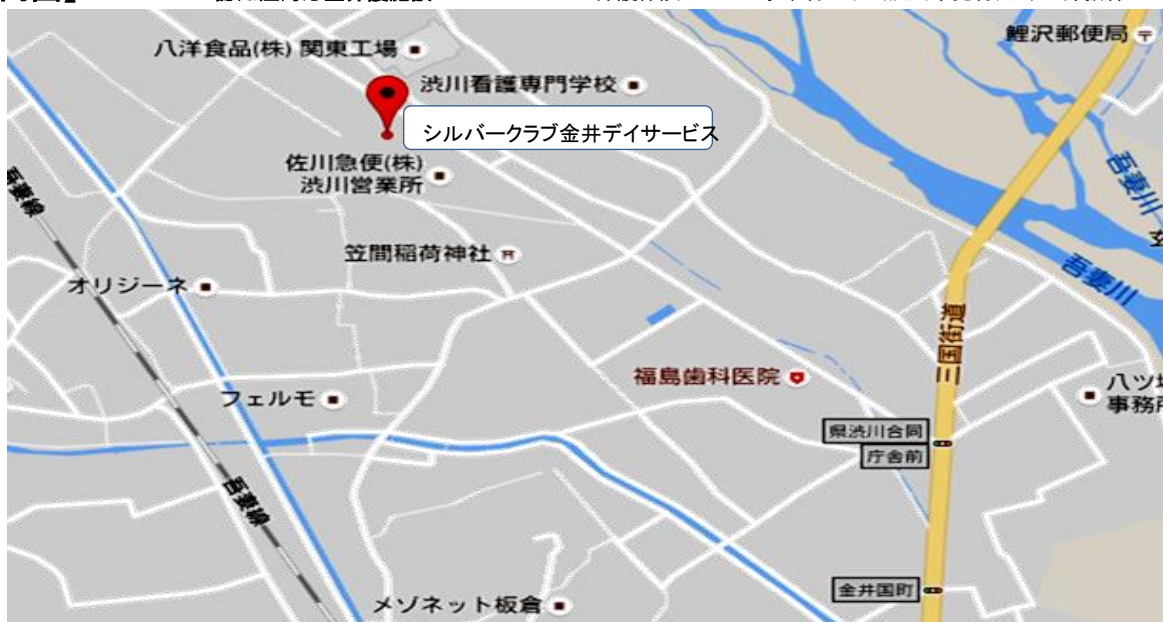 八洋食品(株) 関東工場
鯉沢郵便局
渋川看護専門学校
シルバークラブ金井デイサービス
佐川急便(株)
渋川営業所
吾妻線
吾妻川
笠間稲荷神社
吾妻川
オリジーネ
三国街道
福島歯科医院
フェルモ
八ツ場
事務所
県渋川合同
庁舎前
吾妻線
金井国町
メゾネット板倉